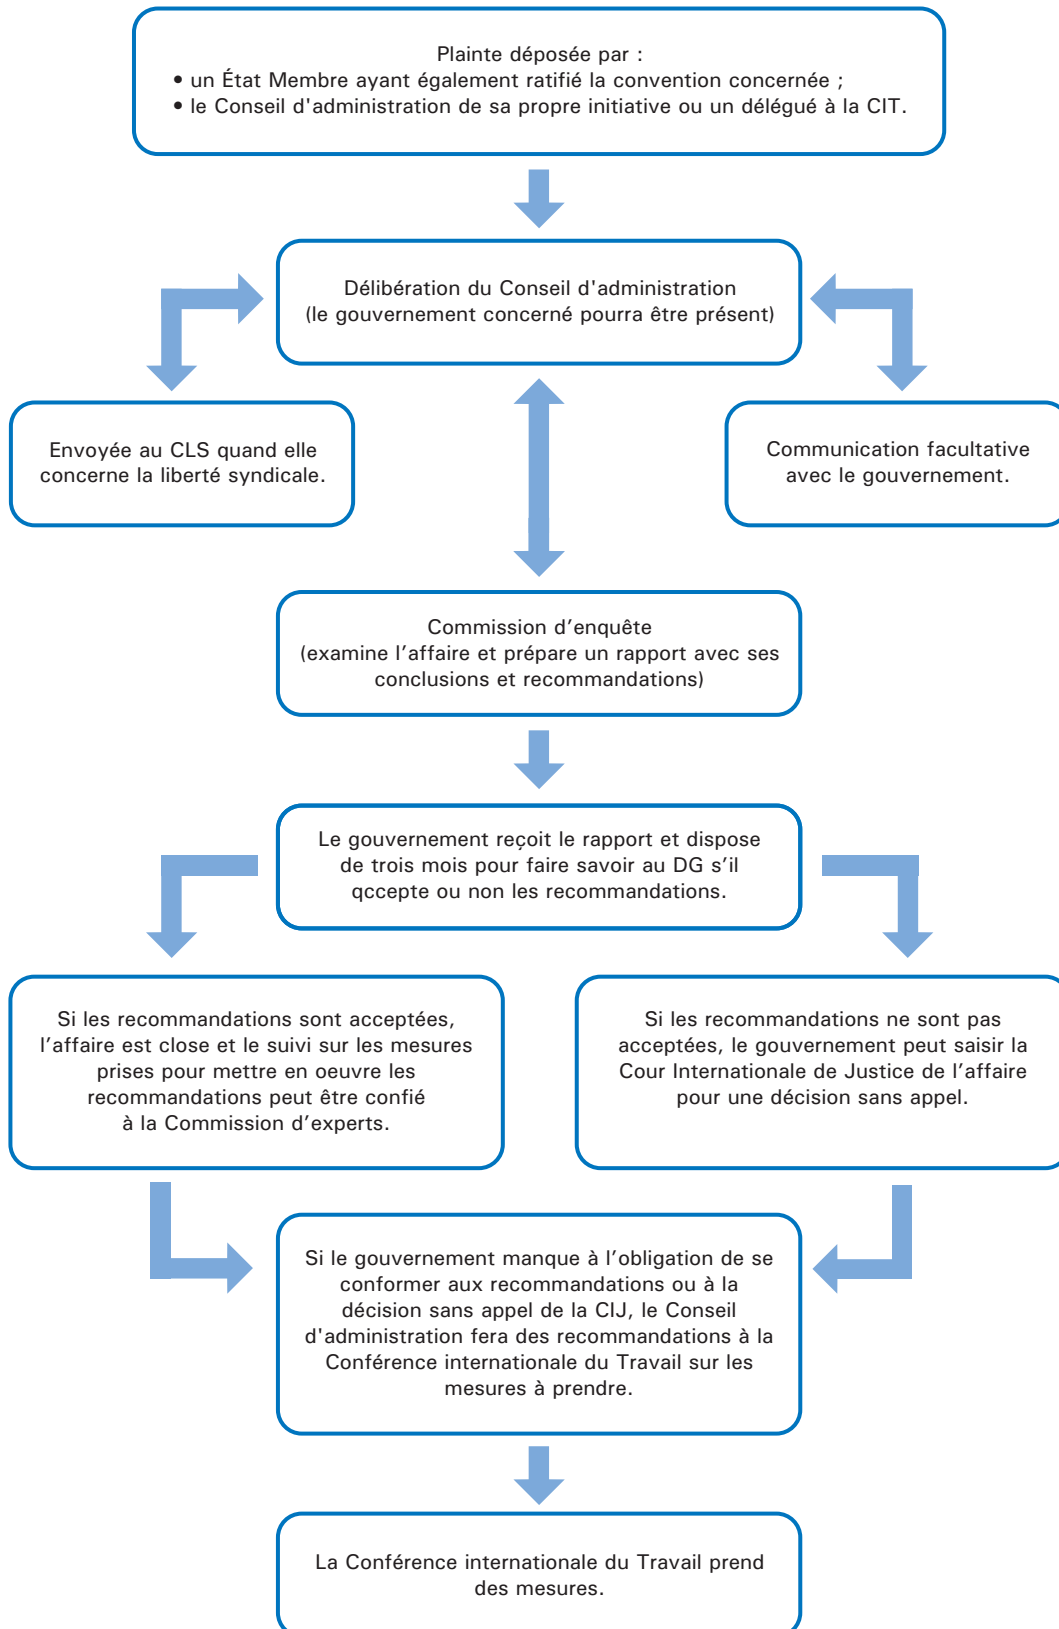 Plainte déposée par :
• un État Membre ayant également ratifié la convention concernée ;
• le Conseil d'administration de sa propre initiative ou un délégué à la CIT.
Délibération du Conseil d'administration
(le gouvernement concerné pourra être présent)
Envoyée au CLS quand elle
concerne la liberté syndicale.
Communication facultative
avec le gouvernement.
Commission d’enquête
(examine l’affaire et prépare un rapport avec ses
conclusions et recommandations)
Le gouvernement reçoit le rapport et dispose
de trois mois pour faire savoir au DG s’il
qccepte ou non les recommandations.
Si les recommandations sont acceptées,
l’affaire est close et le suivi sur les mesures
prises pour mettre en oeuvre les
recommandations peut être confié
à la Commission d’experts.
Si les recommandations ne sont pas
acceptées, le gouvernement peut saisir la
Cour Internationale de Justice de l’affaire
pour une décision sans appel.
Si le gouvernement manque à l’obligation de se
conformer aux recommandations ou à la
décision sans appel de la CIJ, le Conseil
d'administration fera des recommandations à la
Conférence internationale du Travail sur les
mesures à prendre.
La Conférence internationale du Travail prend
des mesures.